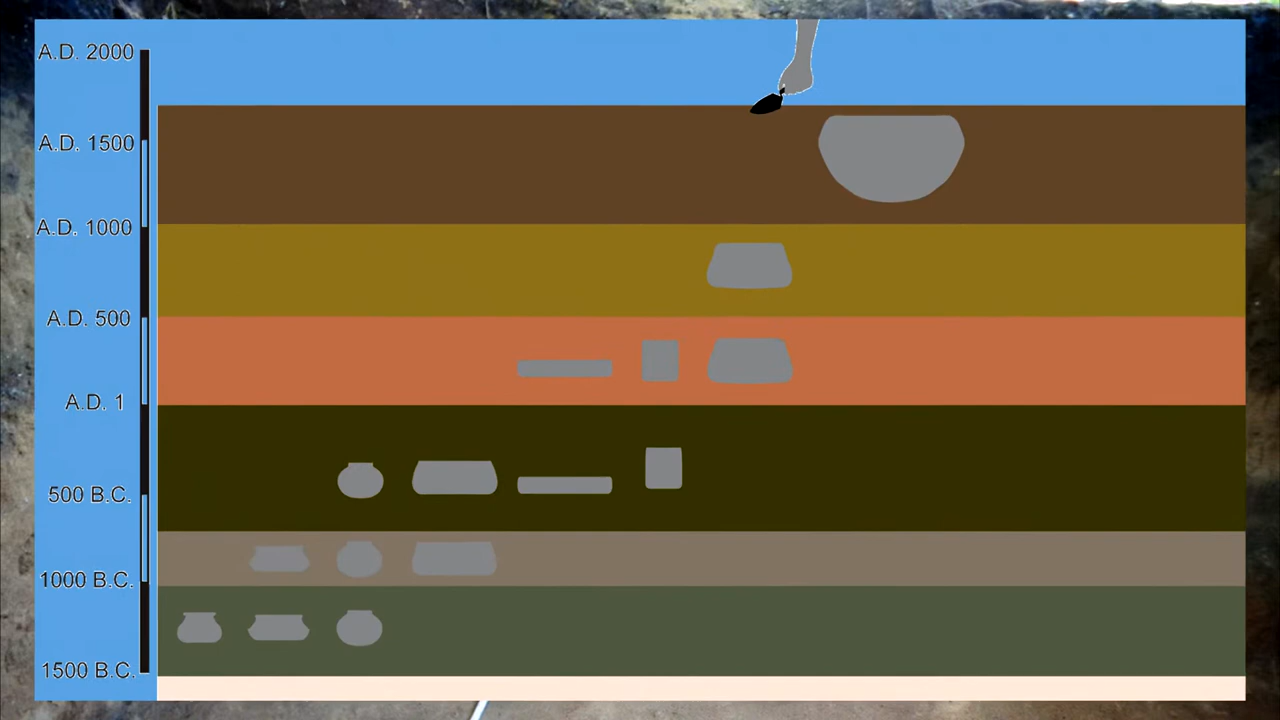 A.D. 2000
A.D. 1500
A.D. 1000
A.D. 500
A.D. 1
500 B.C.
1000 B.C.
1500 B.C.